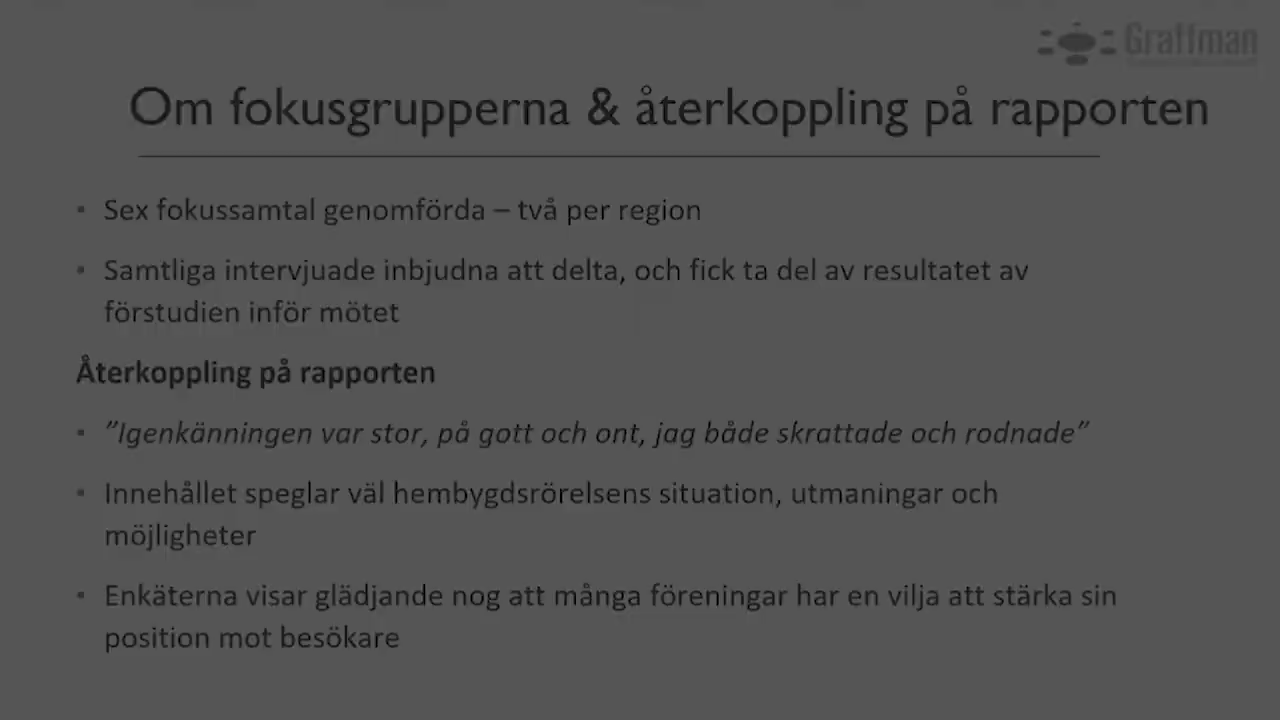 Graffman
Om fokusgrupperna & återkoppling på rapporten
▪ Sex fokussamtal genomförda – två per region
▪ Samtliga intervjuade inbjudna att delta, och fick ta del av resultatet av
förstudien inför mötet
Återkoppling på rapporten
▪ ”Igenkänningen var stor, på gott och ont, jag både skrattade och rodnade”
▪ Innehållet speglar väl hembygdsrörelsens situation, utmaningar och
möjligheter
▪ Enkäterna visar glädjande nog att många föreningar har en vilja att stärka sin
position mot besökare